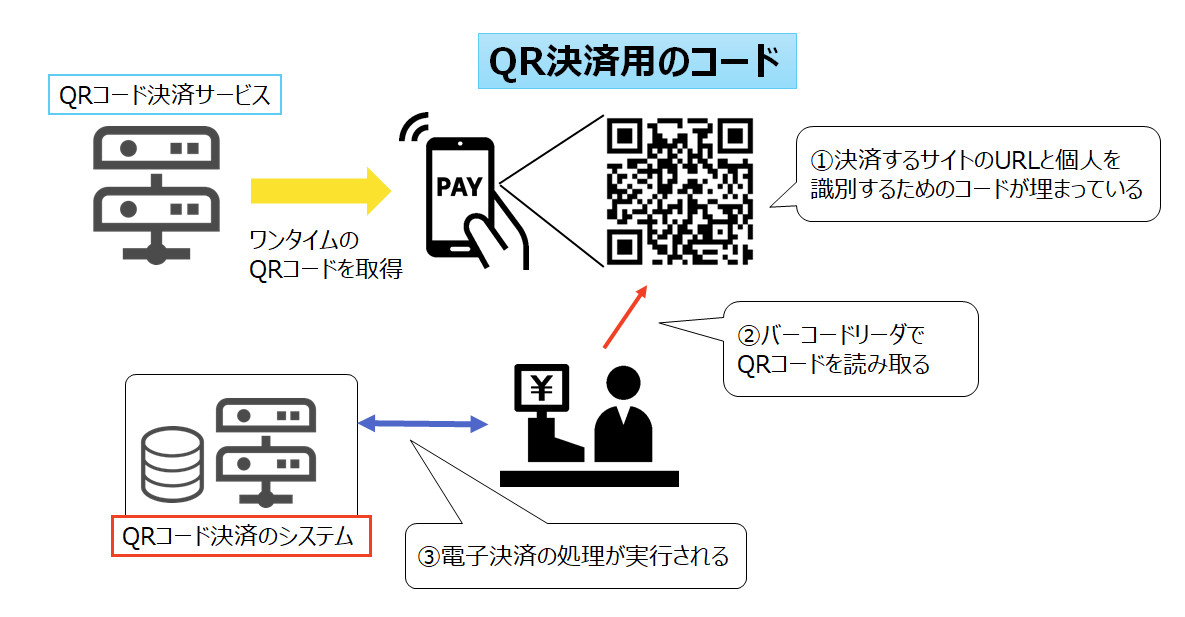 QR決済用のコード
QRコード決済サービス
PAY
ワンタイムの
QRコードを取得
①決済するサイトのURLと個人を
識別するためのコードが埋まっている
②バーコードリーダで
QRコードを読み取る
¥
QRコード決済のシステム
③電子決済の処理が実行される